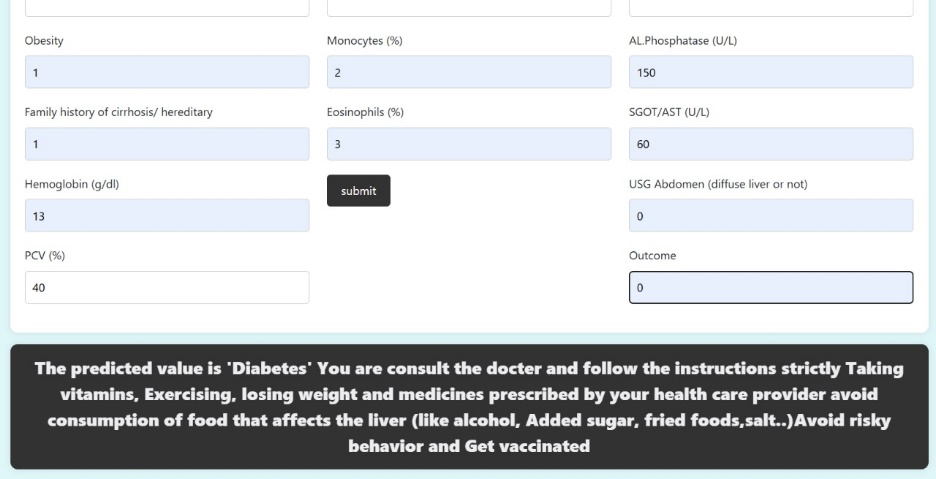 Obesity
Monocytes (%)
AL.Phosphatase (U/L)
1
2
150
Family history of cirrhosis/ hereditary
Eosinophils (%)
SGOT/AST (U/L)
1
3
60
Hemoglobin (g/dl)
submit
USG Abdomen (diffuse liver or not)
13
0
PCV (%)
Outcome
40
0
The predicted value is 'Diabetes' You are consult the docter and follow the instructions strictly Taking
vitamins, Exercising, losing weight and medicines prescribed by your health care provider avoid
consumption of food that affects the liver (like alcohol, Added sugar, fried foods,salt..)Avoid risky
behavior and Get vaccinated